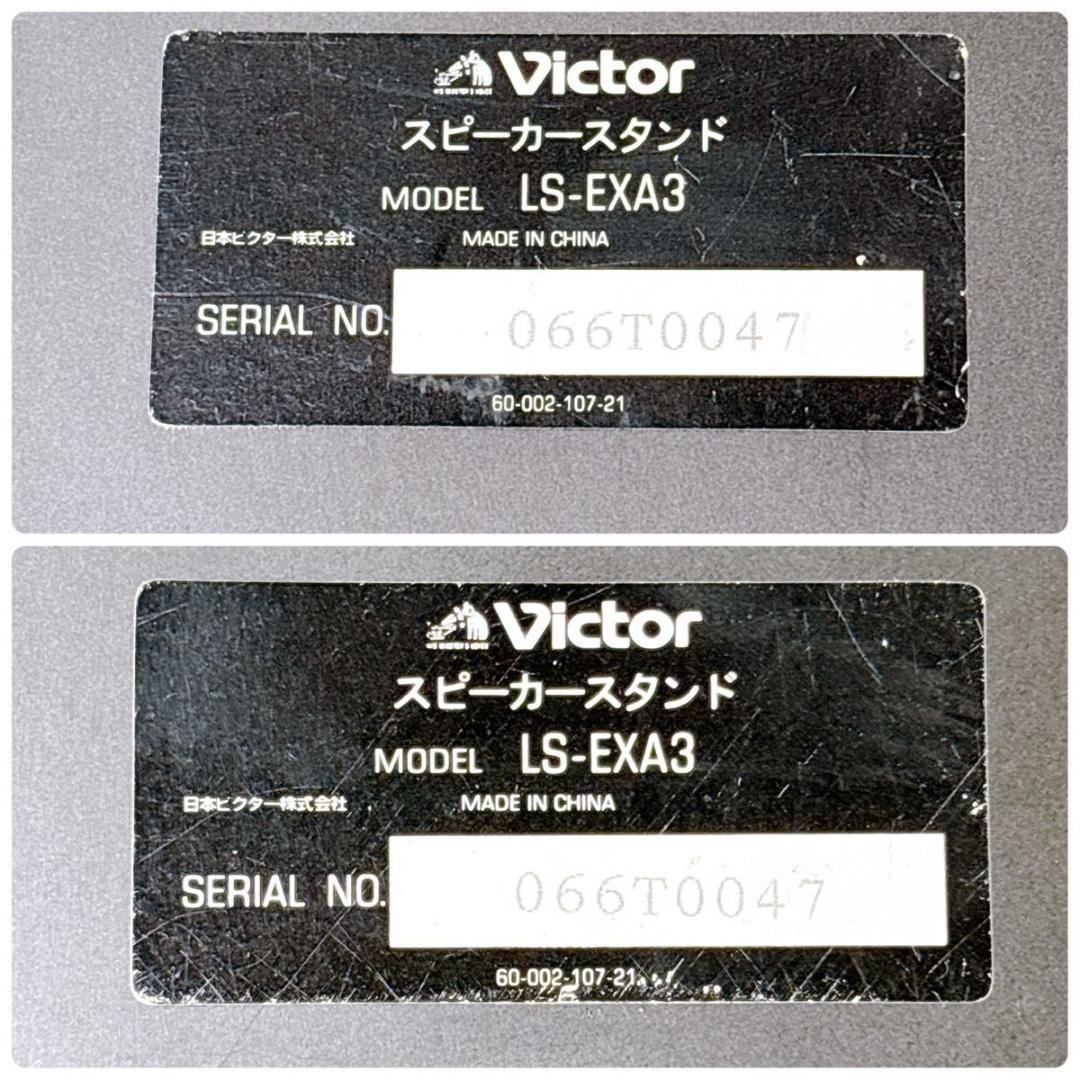 Victor
スピーカースタンド
MODEL LS-EXA3
日本ビクター株式会社 MADE IN CHINA
SERIAL NO. 066T0047
60-002-107-21
Victor
スピーカースタンド
MODEL LS-EXA3
日本ビクター株式会社 MADE IN CHINA
SERIAL NO. 066T0047
60-002-107-21